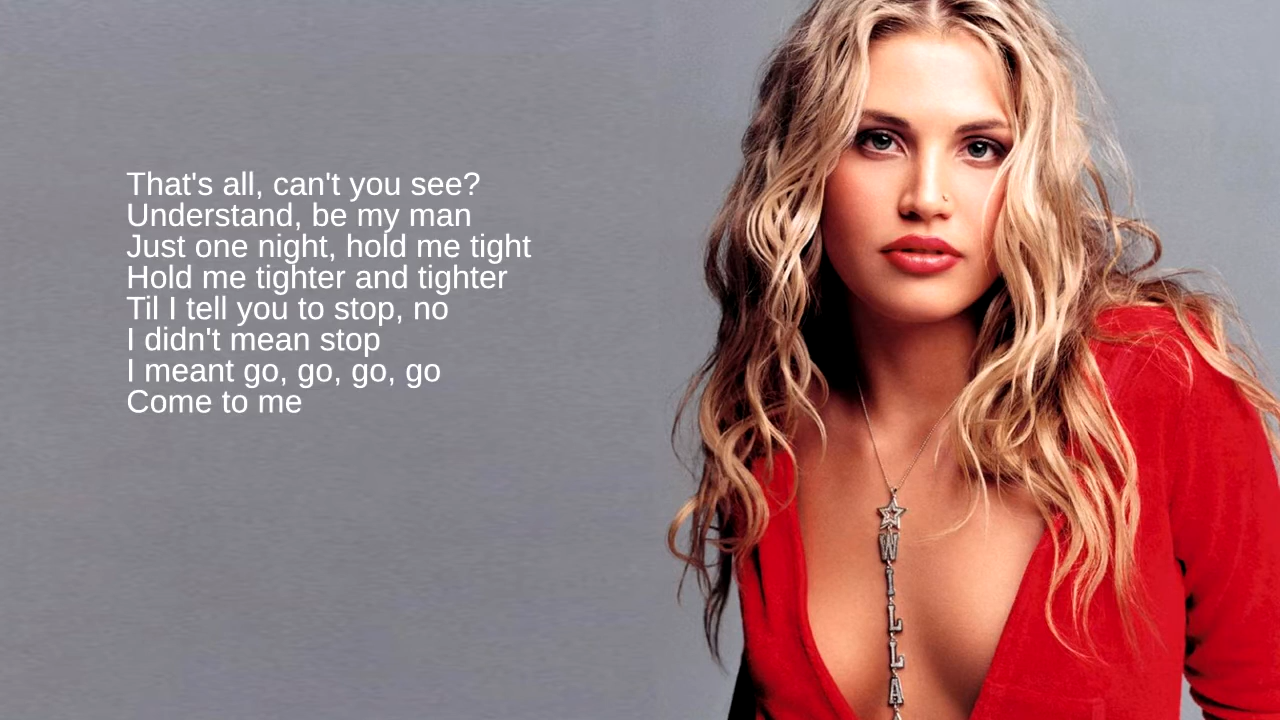 That's all, can't you see?
Understand, be my man
Just one night, hold me tight
Hold me tighter and tighter
Til I tell you to stop, no
I didn't mean stop
I meant go, go, go, go
Come to me
WILLA